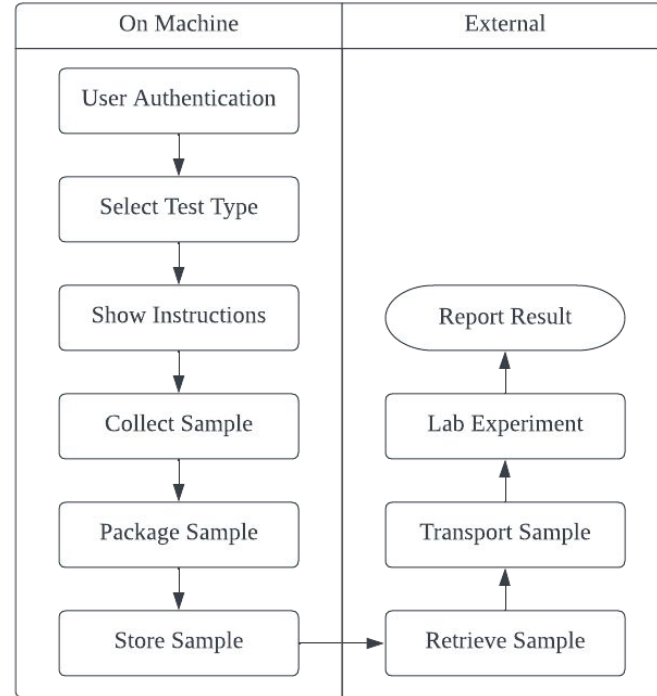 On Machine
External
User Authentication
Select Test Type
Show Instructions
Collect Sample
Package Sample
Store Sample
Retrieve Sample
Transport Sample
Lab Experiment
Report Result